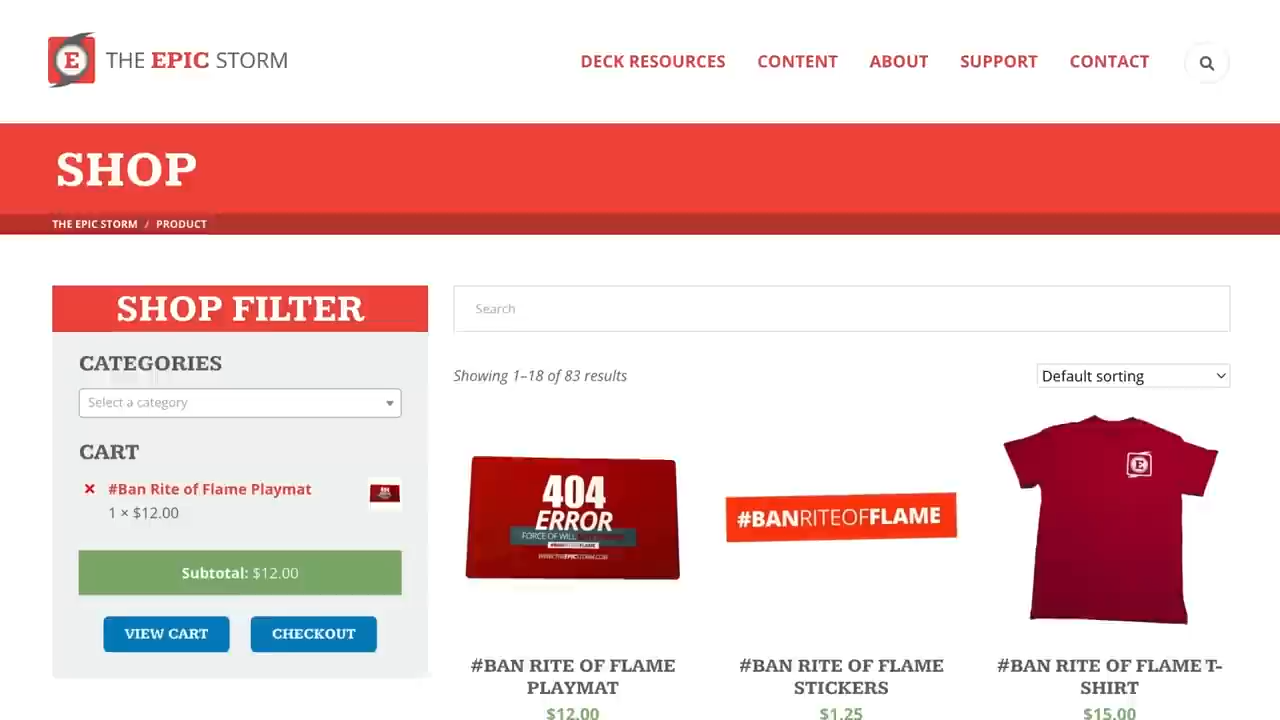 E THE EPIC STORM
DECK RESOURCES CONTENT ABOUT SUPPORT CONTACT
SHOP
THE EPIC STORM / PRODUCT
SHOP FILTER
CATEGORIES
Select a category
CART
× #Ban Rite of Flame Playmat
1 × $12.00
Subtotal: $12.00
VIEW CART CHECKOUT
Search
Showing 1–18 of 83 results
Default sorting
404
ERROR
FORCE OF WILL
#BANRITEOFFLAME
WWW.THEEPICSTORM.COM
#BAN RITE OF FLAME
PLAYMAT
$12.00
#BANRITEOFFLAME
#BAN RITE OF FLAME
STICKERS
$1.25
E
#BAN RITE OF FLAME T-
SHIRT
$15.00